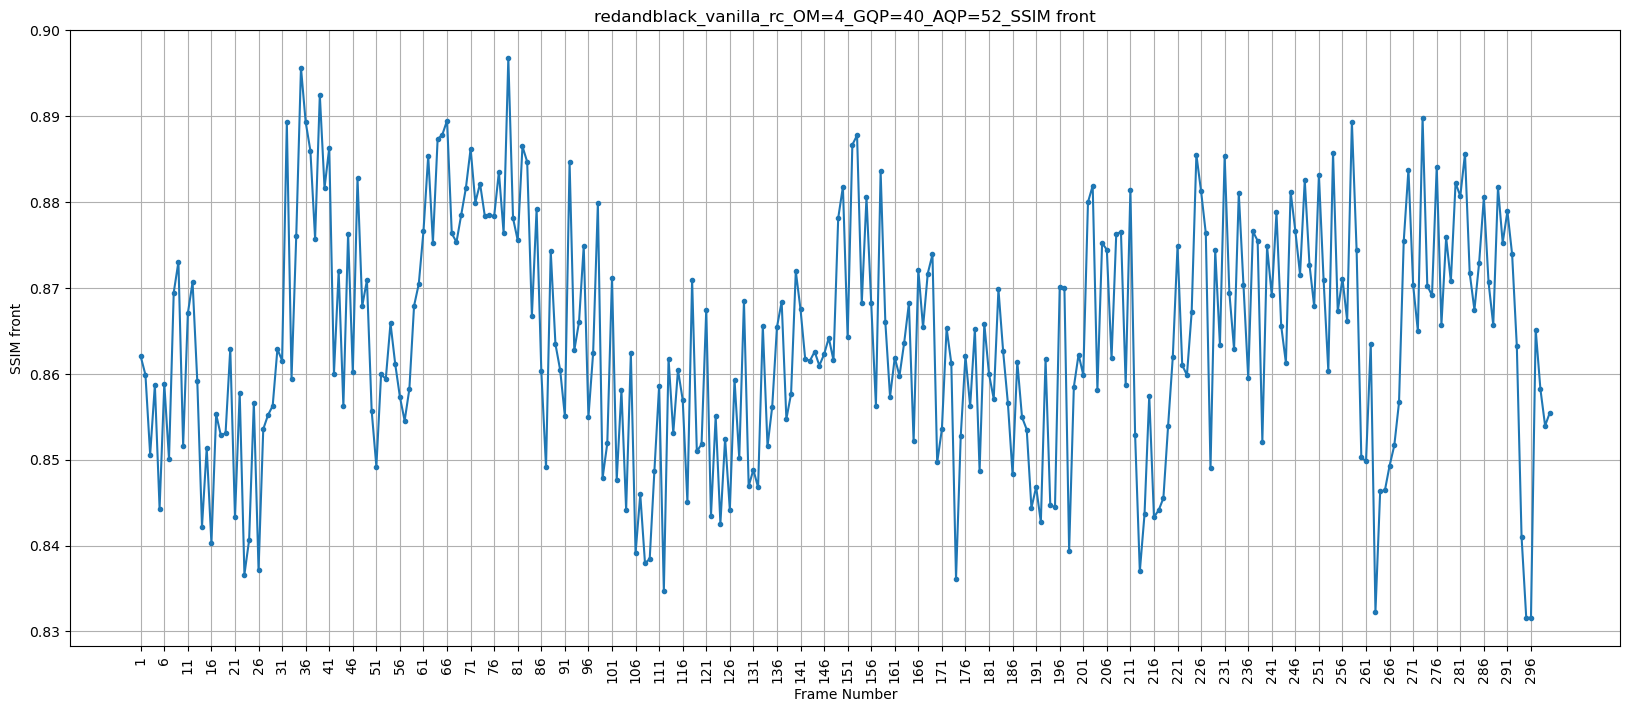 redandblack_vanilla_rc_OM=4_GQP=40_AQP=52_SSIM front
0.90
0.89
0.88
0.87
0.86
0.85
0.84
0.83
SSIM front
1 6 11 16 21 26 31 36 41 46 51 56 61 66 71 76 81 86 91 96 101 106 111 116 121 126 131 136 141 146 151 156 161 166 171 176 181 186 191 196 201 206 211 216 221 226 231 236 241 246 251 256 261 266 271 276 281 286 291 296
Frame Number